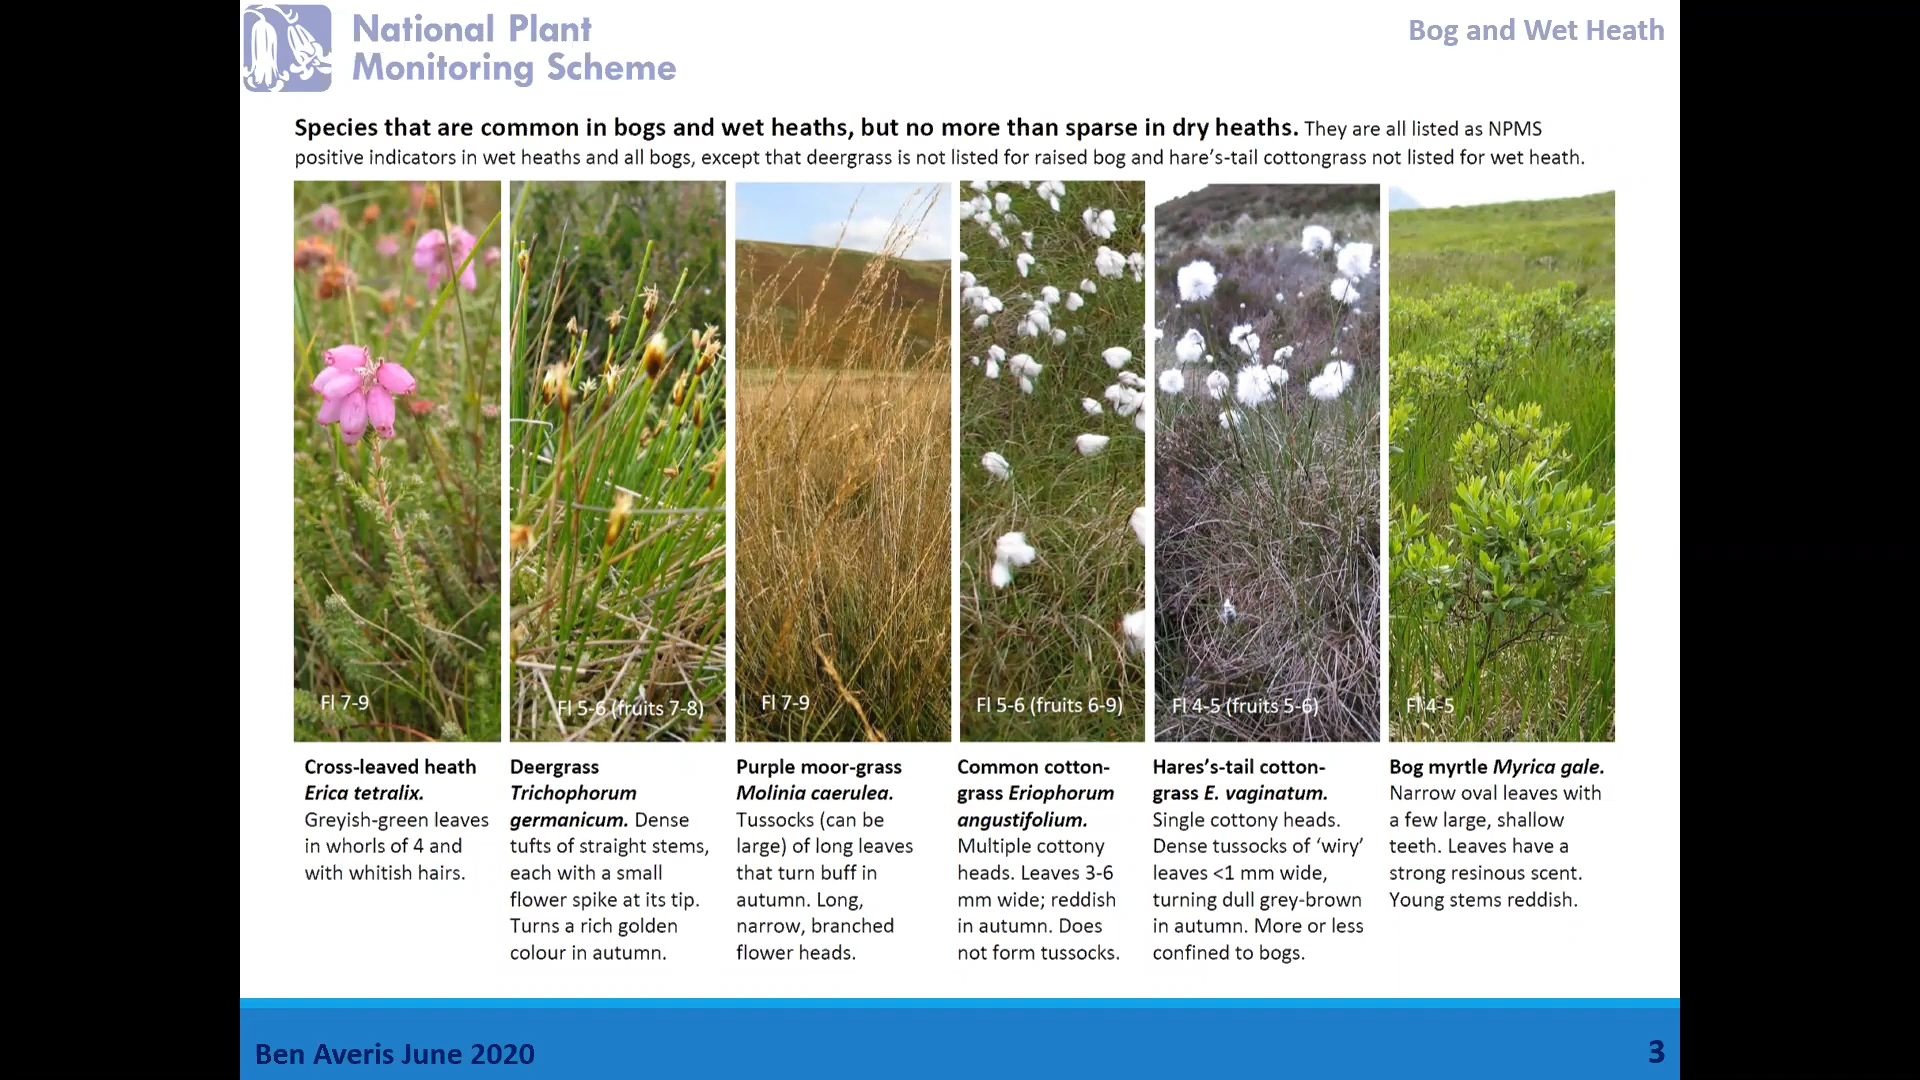 National Plant
Monitoring Scheme
Bog and Wet Heath
Species that are common in bogs and wet heaths, but no more than sparse in dry heaths. They are all listed as NPMS
positive indicators in wet heaths and all bogs, except that deergrass is not listed for raised bog and hare's-tail cottongrass not listed for wet heath.
Fl 7-9
Fl 5-6 (fruits 7-8)
Fl 7-9
Fl 5-6 (fruits 6-9)
Fl 4-5 (fruits 5-6)
Fl 4-5
Cross-leaved heath
Erica tetralix.
Greyish-green leaves
in whorls of 4 and
with whitish hairs.
Deergrass
Trichophorum
germanicum. Dense
tufts of straight stems,
each with a small
flower spike at its tip.
Turns a rich golden
colour in autumn.
Purple moor-grass
Molinia caerulea.
Tussocks (can be
large) of long leaves
that turn buff in
autumn. Long,
narrow, branched
flower heads.
Common cotton-
grass Eriophorum
angustifolium.
Multiple cottony
heads. Leaves 3-6
mm wide; reddish
in autumn. Does
not form tussocks.
Hares's-tail cotton-
grass E. vaginatum.
Single cottony heads.
Dense tussocks of 'wiry'
leaves <1 mm wide,
turning dull grey-brown
in autumn. More or less
confined to bogs.
Bog myrtle Myrica gale.
Narrow oval leaves with
a few large, shallow
teeth. Leaves have a
strong resinous scent.
Young stems reddish.
Ben Averis June 2020
3